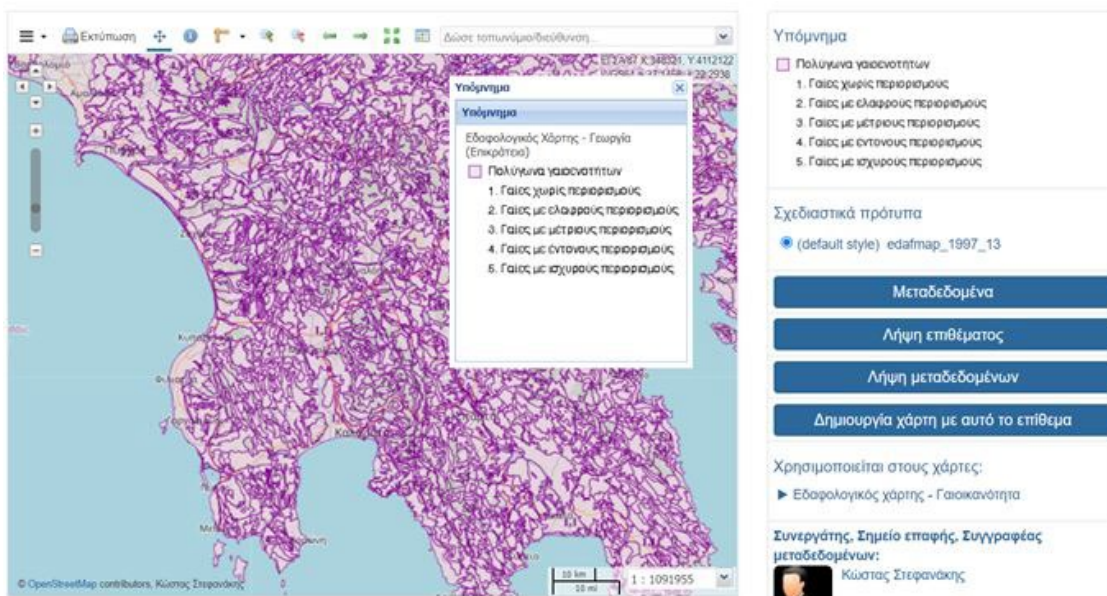 Εκτύπωση
Δώσε τοπωνύμιο/διεύθυνση...
ΕΓΣΑ87 X:348321, Y:4112122
Υπόμνημα
Υπόμνημα
Εδαφολογικός Χάρτης - Γεωργία
(Επικράτεια)
Πολύγωνα γαιοενοτήτων
1. Γαίες χωρίς περιορισμούς
2. Γαίες με ελαφρούς περιορισμούς
3. Γαίες με μέτριους περιορισμούς
4. Γαίες με έντονους περιορισμούς
5. Γαίες με ισχυρούς περιορισμούς
© OpenStreetMap contributors, Κώστας Στεφανάκης
10 km
10 mi
1 : 1091955
Υπόμνημα
Πολύγωνα γαιοενοτήτων
1. Γαίες χωρίς περιορισμούς
2. Γαίες με ελαφρούς περιορισμούς
3. Γαίες με μέτριους περιορισμούς
4. Γαίες με έντονους περιορισμούς
5. Γαίες με ισχυρούς περιορισμούς
Σχεδιαστικά πρότυπα
(default style) edafmap_1997_13
Μεταδεδομένα
Λήψη επιθέματος
Λήψη μεταδεδομένων
Δημιουργία χάρτη με αυτό το επίθεμα
Χρησιμοποιείται στους χάρτες:
▶ Εδαφολογικός χάρτης - Γαιοικανότητα
Συνεργάτης, Σημείο επαφής, Συγγραφέας
μεταδεδομένων:
Κώστας Στεφανάκης